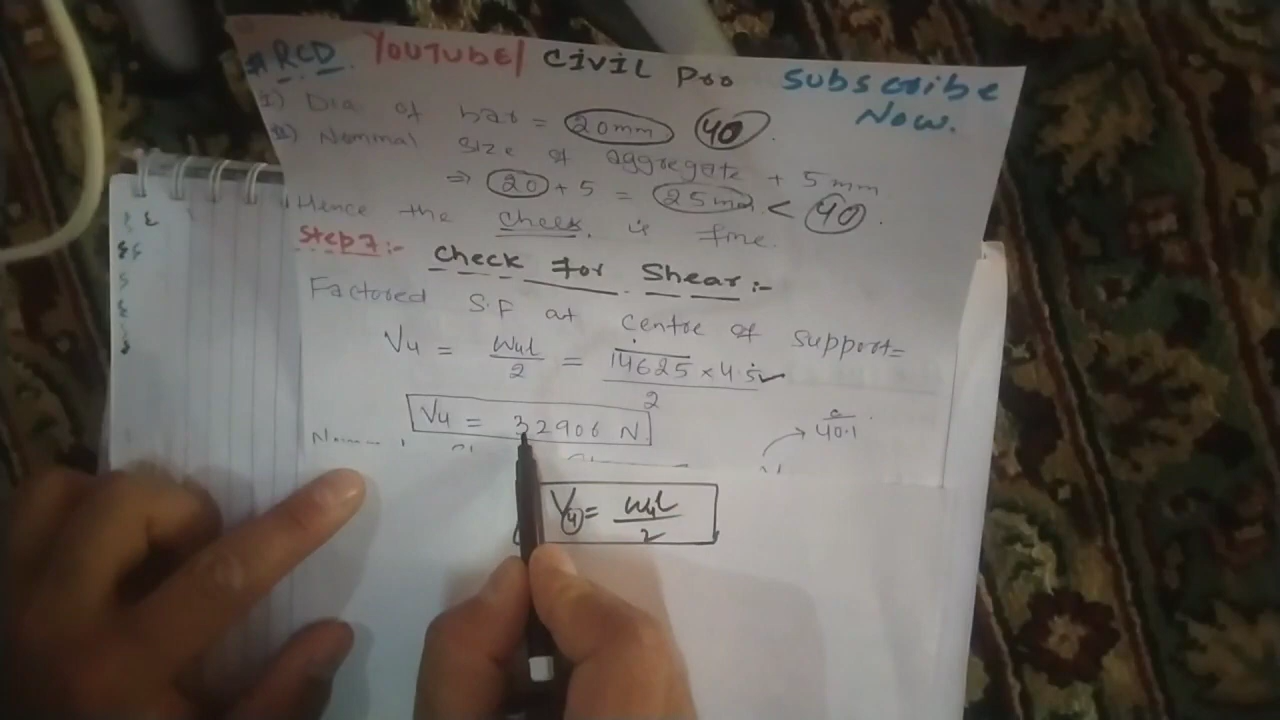 # RCD YOUTUBE/ CIVIL Pro Subscribe Now.
i) Dia of bar = 20mm 40.
ii) Nominal size of aggregate + 5mm
⇒ 20 + 5 = 25mm < 40.
Hence the check. is fine.
Step 7:- Check for Shear:-
Factored S.F at centre of support=
Vu = wul/2 = 14625 × 4.5/2
Vu = 32906 N.
40.1
Vu = wul/2